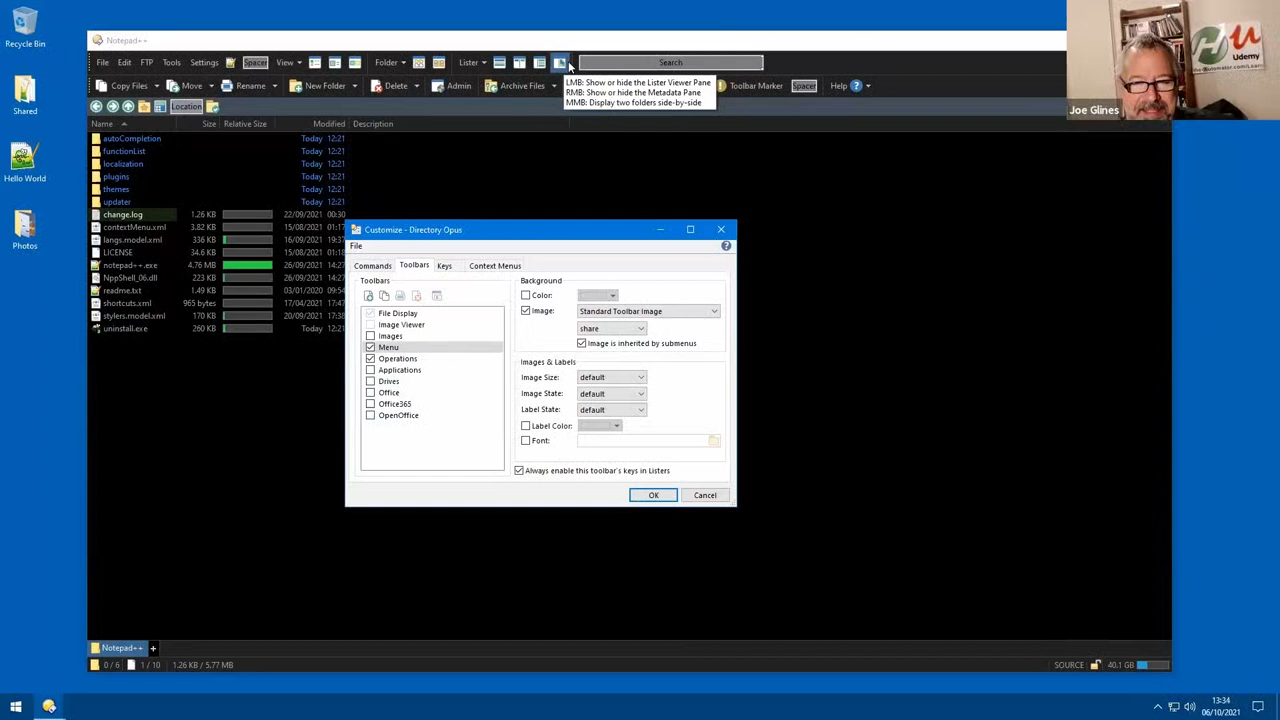 Recycle Bin
Shared
Hello World
Photos
Notepad++
File Edit FTP Tools Settings Spacer View Folder Lister Search
LMB: Show or hide the Lister Viewer Pane
RMB: Show or hide the Metadata Pane
MMB: Display two folders side-by-side
Copy Files Move Rename New Folder Delete Admin Archive Files Toolbar Marker Spacer Help
Location
Name Size Relative Size Modified Description
autoCompletion Today 12:21
functionList Today 12:21
localization Today 12:21
plugins Today 12:21
themes Today 12:21
updater Today 12:21
change.log 1.26 KB 22/09/2021 00:30
contextMenu.xml 3.82 KB 15/08/2021 01:17
langs.model.xml 336 KB 16/09/2021 19:37
LICENSE 34.6 KB 15/08/2021 01:18
notepad++.exe 4.76 MB 26/09/2021 14:27
NppShell_06.dll 223 KB 26/09/2021 14:27
readme.txt 1.49 KB 03/01/2020 09:54
shortcuts.xml 965 bytes 17/04/2021 
stylers.model.xml 170 KB 20/09/2021 17:38
uninstall.exe 260 KB Today 12:21
Customize - Directory Opus
File
Commands Toolbars Keys Context Menus
Toolbars
File Display
Image Viewer
Images
Menu
Operations
Applications
Drives
Office
Office365
OpenOffice
Background
Color:
Image: Standard Toolbar Image
share
Image is inherited by submenus
Images & Labels
Image Size: default
Image State: default
Label State: default
Label Color:
Font:
Always enable this toolbar's keys in Listers
OK Cancel
Notepad++ +
0 / 6 1 / 10 1.26 KB / 5.77 MB SOURCE 40.1 GB
Joe Glines
Udemy
13:34
06/10/2021